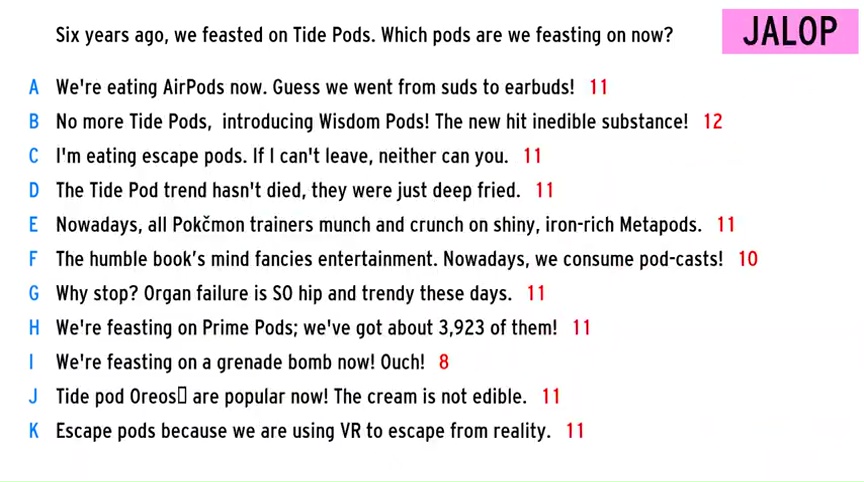 Six years ago, we feasted on Tide Pods. Which pods are we feasting on now?
JALOP
A We're eating AirPods now. Guess we went from suds to earbuds! 11
B No more Tide Pods, introducing Wisdom Pods! The new hit inedible substance! 12
C I'm eating escape pods. If I can't leave, neither can you. 11
D The Tide Pod trend hasn't died, they were just deep fried. 11
E Nowadays, all Pokčmon trainers munch and crunch on shiny, iron-rich Metapods. 11
F The humble book’s mind fancies entertainment. Nowadays, we consume pod-casts! 10
G Why stop? Organ failure is SO hip and trendy these days. 11
H We're feasting on Prime Pods; we've got about 3,923 of them! 11
I We're feasting on a grenade bomb now! Ouch! 8
J Tide pod Oreos▯ are popular now! The cream is not edible. 11
K Escape pods because we are using VR to escape from reality. 11